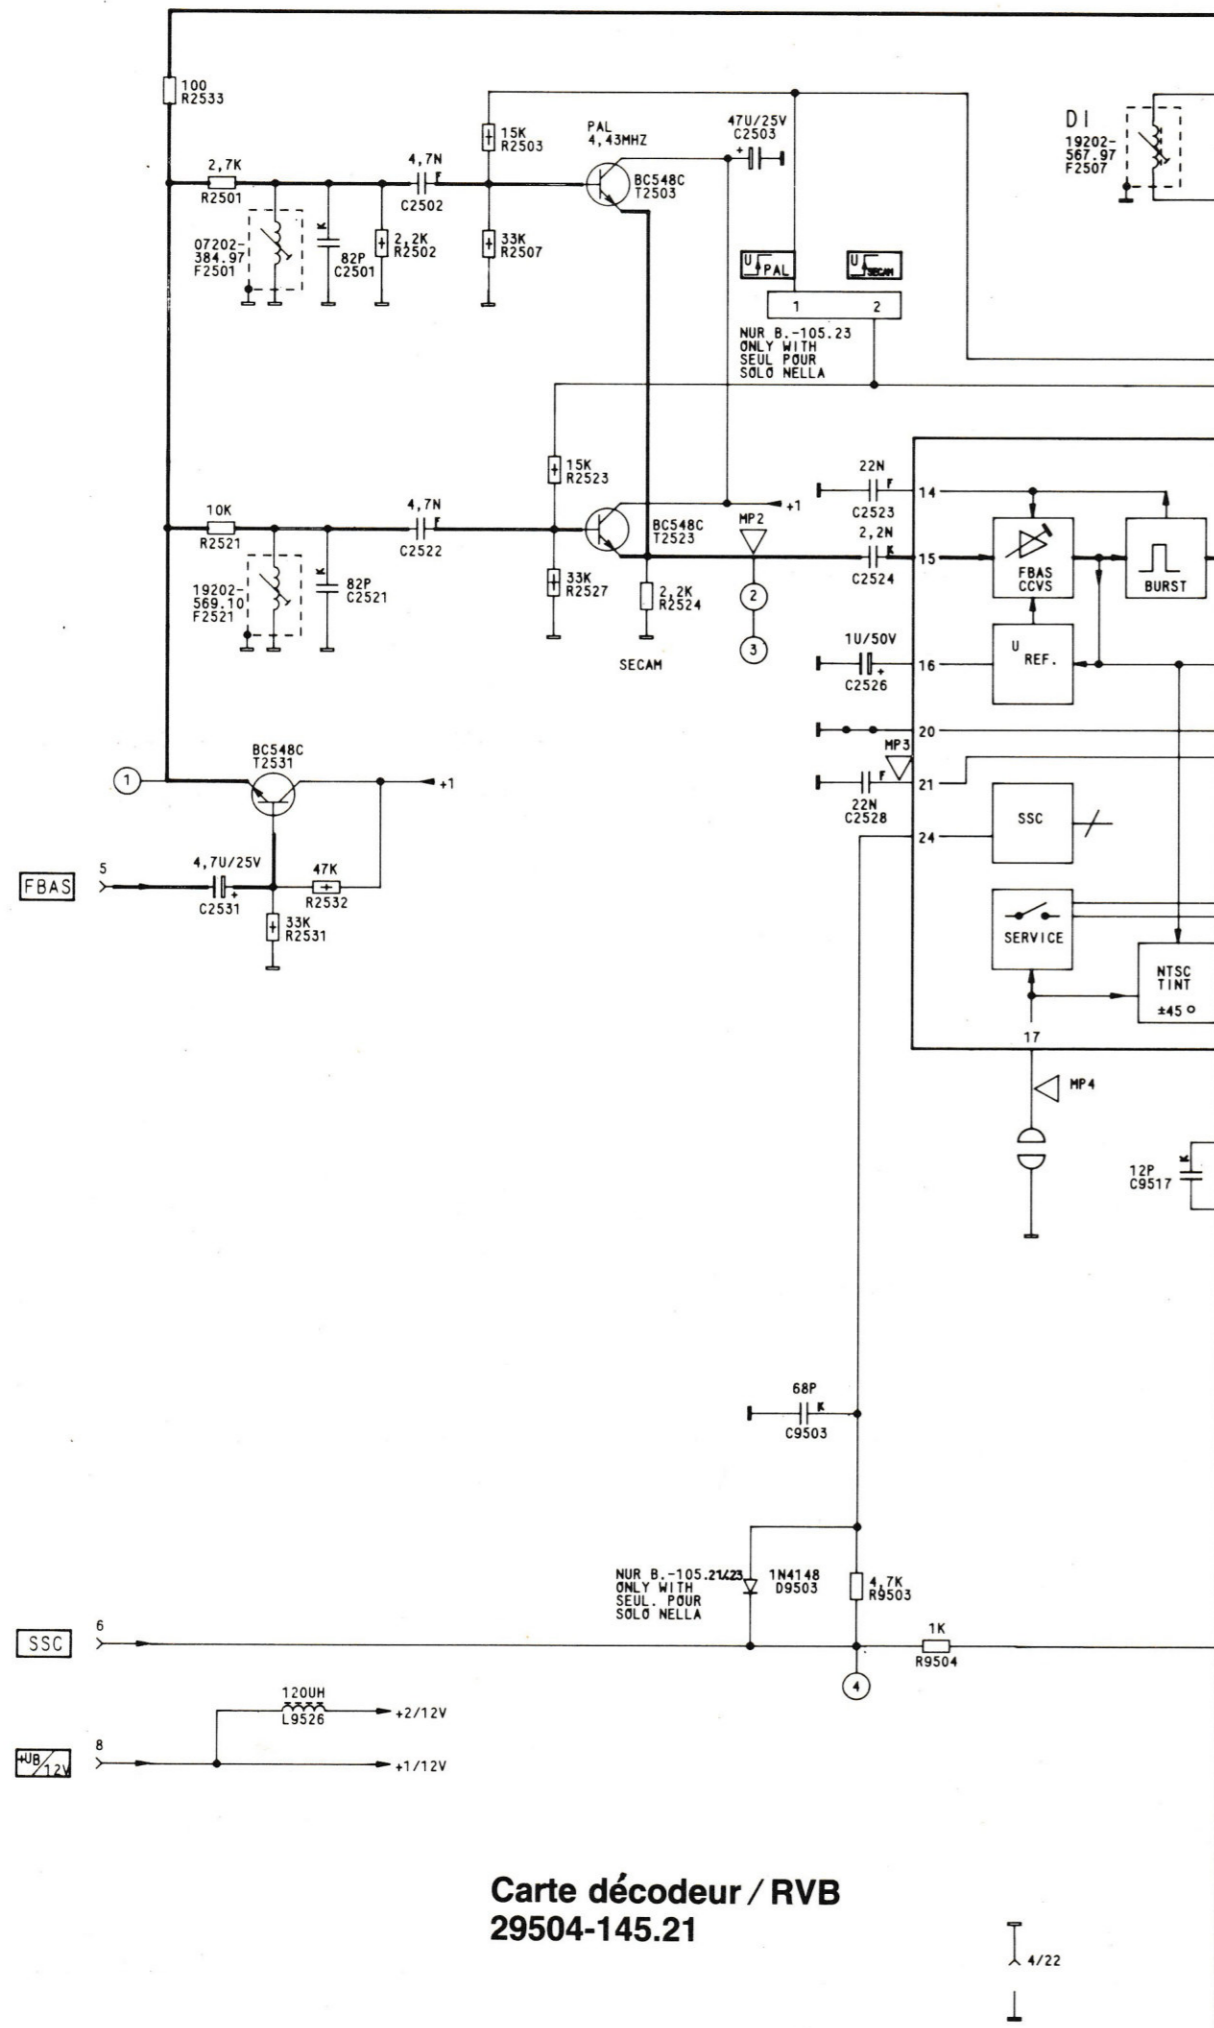 100
R2533
2,7K
R2501
07202-
384.97
F2501
K
82P
C2501
2,2K
R2502
4,7N
F
C2502
15K
R2503
33K
R2507
PAL
4,43MHZ
BC548C
T2503
47U/25V
C2503
+
DI
19202-
567.97
F2507
U
PAL
U
SECAM
1
2
NUR B.-105.23
ONLY WITH
SEUL POUR
SOLO NELLA
10K
R2521
19202-
569.10
F2521
K
82P
C2521
4,7N
F
C2522
15K
R2523
33K
R2527
BC548C
T2523
+1
MP2
2,2K
R2524
2
3
SECAM
22N
F
C2523
14
2,2N
K
C2524
15
FBAS
CCVS
BURST
1U/50V
+
C2526
16
U
REF.
20
MP3
F
22N
C2528
21
24
SSC
SERVICE
NTSC
TINT
±45°
17
MP4
1
BC548C
T2531
+1
FBAS
5
4,7U/25V
+
C2531
47K
R2532
33K
R2531
12P
C9517
K
68P
K
C9503
NUR B.-105.21/23
ONLY WITH
SEUL. POUR
SOLO NELLA
1N4148
D9503
4,7K
R9503
SSC
6
1K
R9504
4
120UH
L9526
+2/12V
+UB/12V
8
+1/12V
Carte décodeur / RVB
29504-145.21
4/22